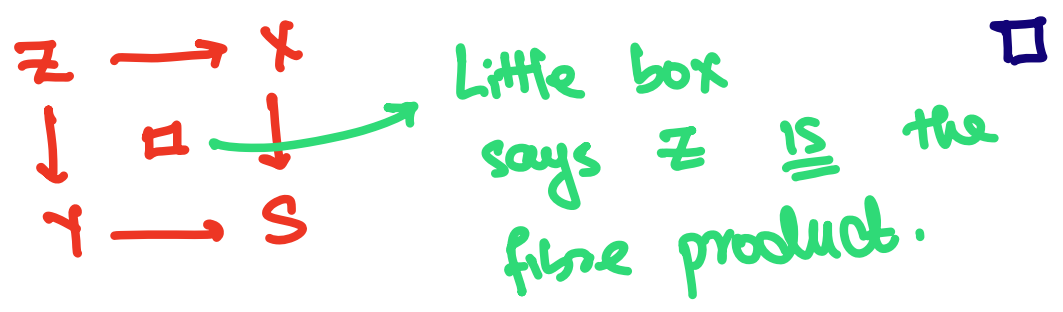 Z → X
□
Y → S
Little box
says Z is the
fibre product.
□